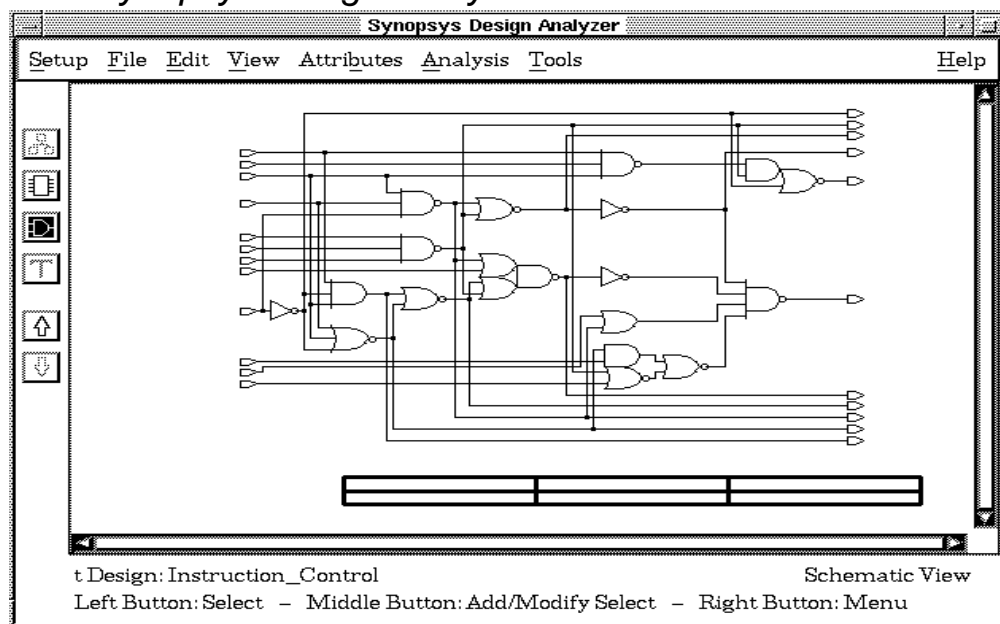 Synopsys Design Analyzer
Setup File Edit View Attributes Analysis Tools Help
t Design: Instruction_Control Schematic View
Left Button: Select – Middle Button: Add/Modify Select – Right Button: Menu